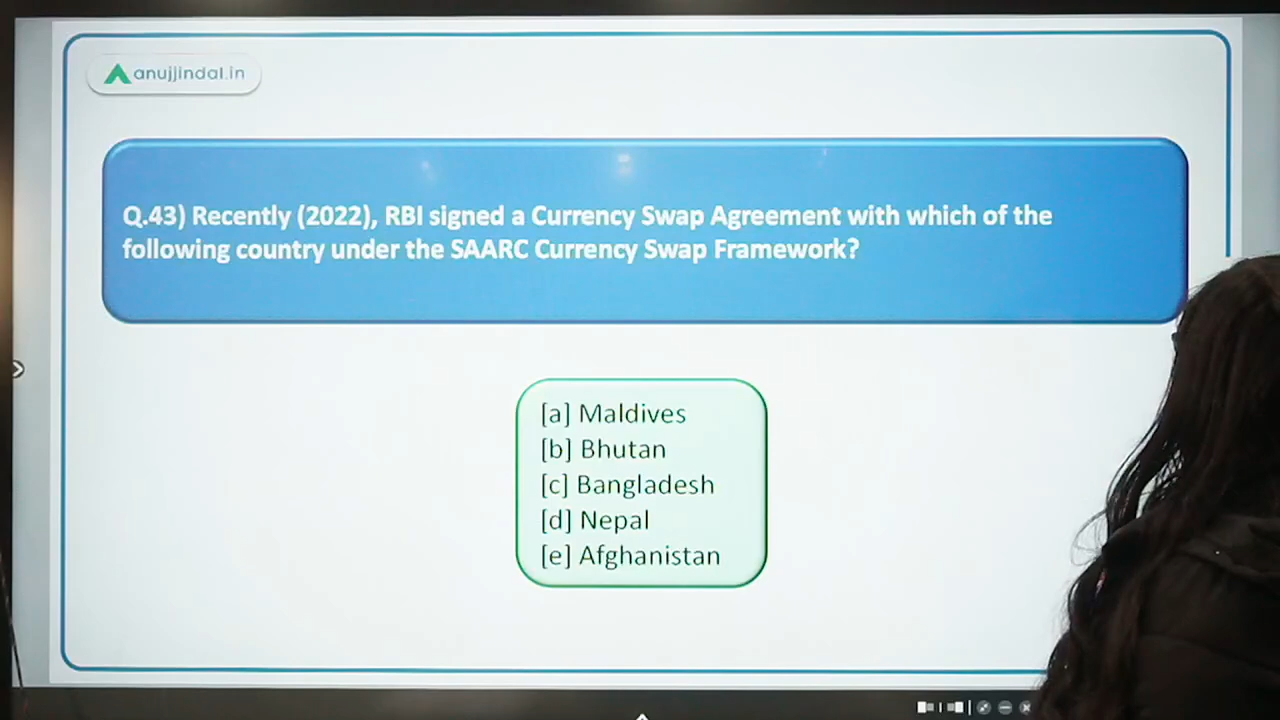 anujjindal.in
Q.43) Recently (2022), RBI signed a Currency Swap Agreement with which of the
following country under the SAARC Currency Swap Framework?
[a] Maldives
[b] Bhutan
[c] Bangladesh
[d] Nepal
[e] Afghanistan